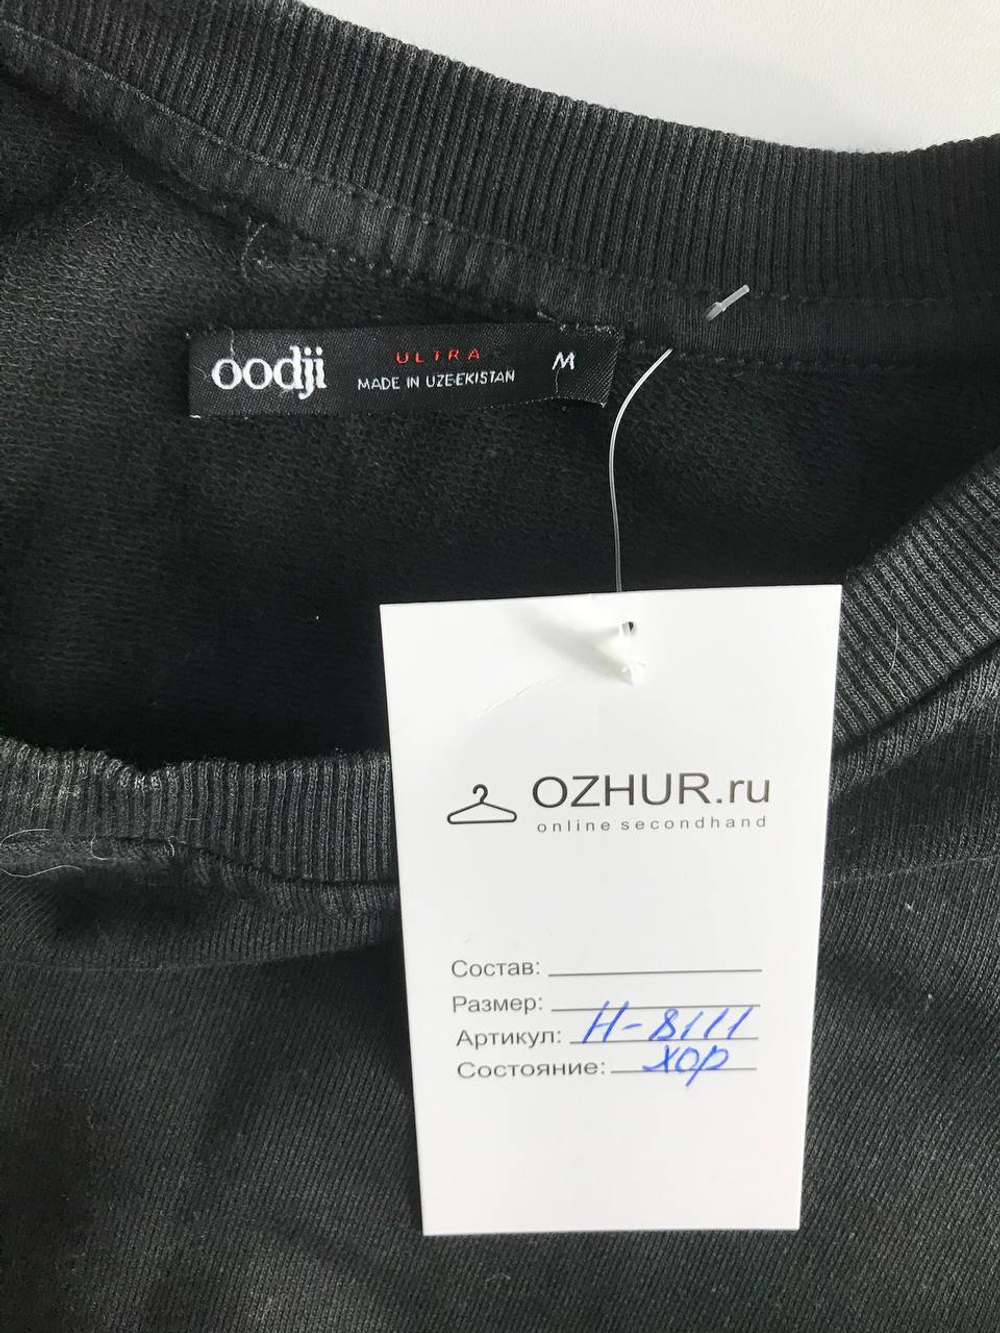 oodji ULTRA M
MADE IN UZBEKISTAN
OZHUR.ru
online secondhand
Состав:
Размер:
Артикул: Н-8111
Состояние: хор